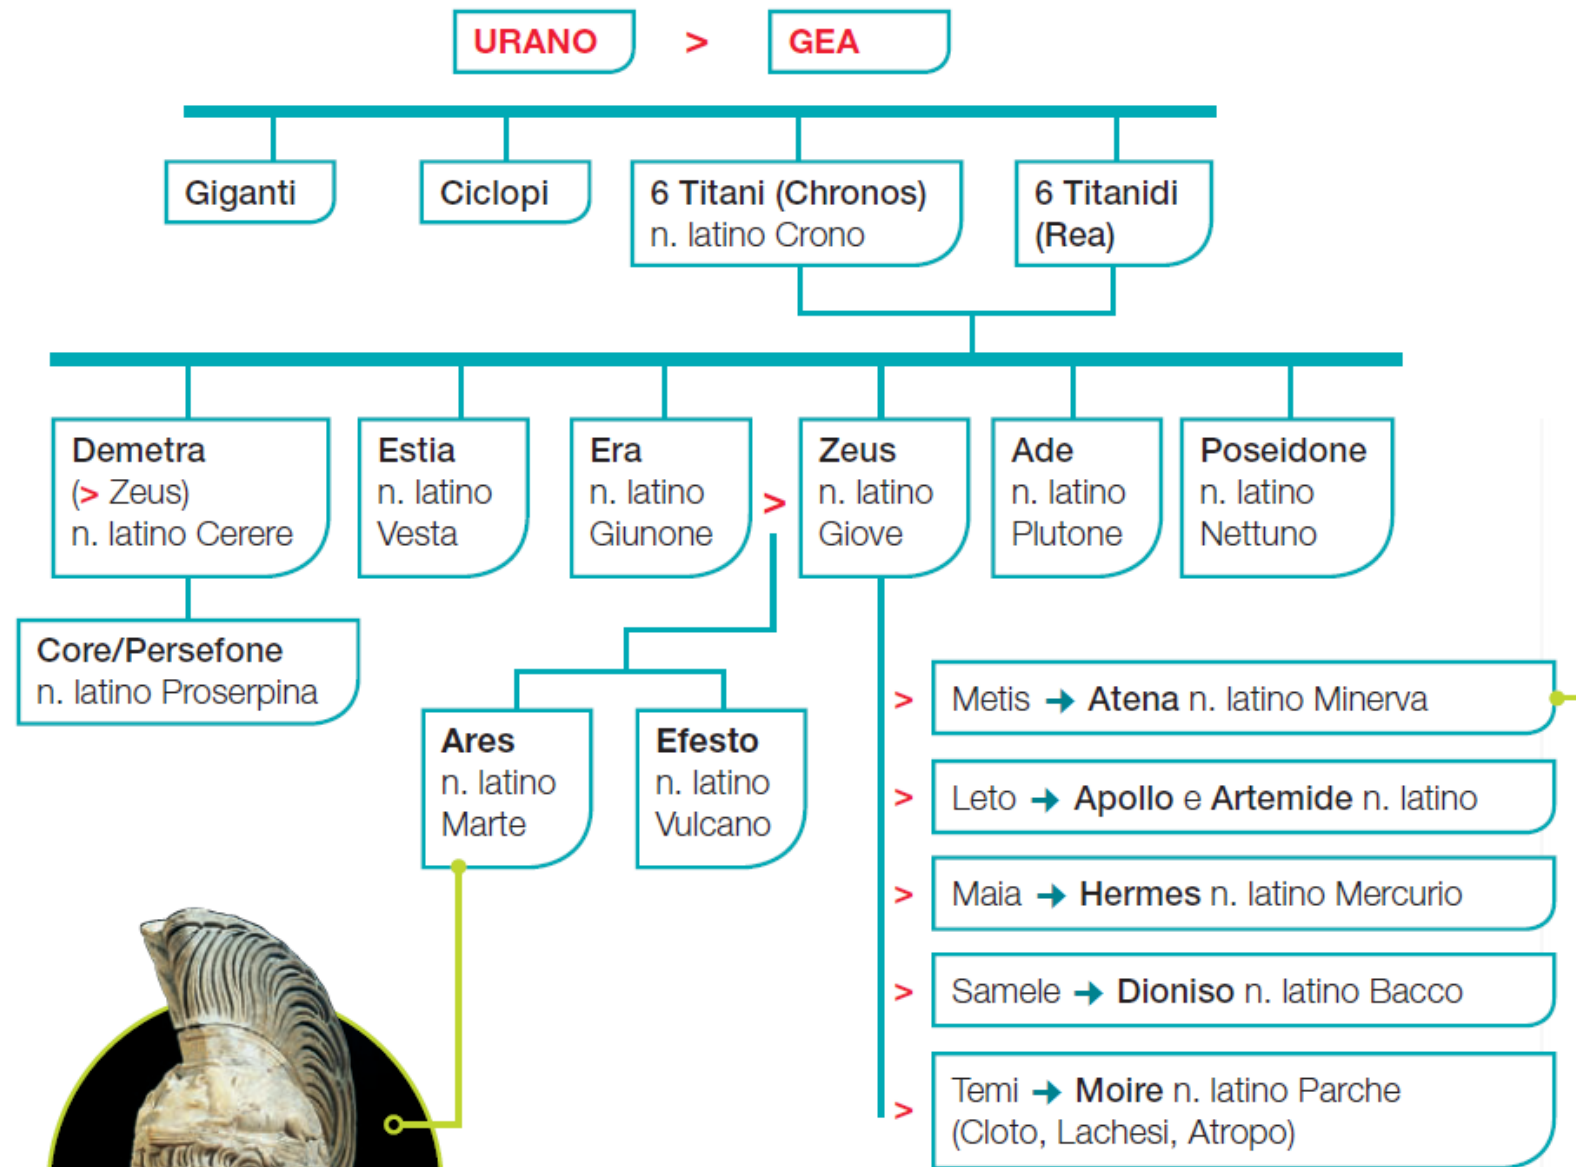 URANO > GEA
Giganti
Ciclopi
6 Titani (Chronos)
n. latino Crono
6 Titanidi
(Rea)
Demetra
(> Zeus)
n. latino Cerere
Estia
n. latino
Vesta
Era
n. latino
Giunone
>
Zeus
n. latino
Giove
Ade
n. latino
Plutone
Poseidone
n. latino
Nettuno
Core/Persefone
n. latino Proserpina
Ares
n. latino
Marte
Efesto
n. latino
Vulcano
> Metis → Atena n. latino Minerva
> Leto → Apollo e Artemide n. latino
> Maia → Hermes n. latino Mercurio
> Samele → Dioniso n. latino Bacco
> Temi → Moire n. latino Parche
(Cloto, Lachesi, Atropo)